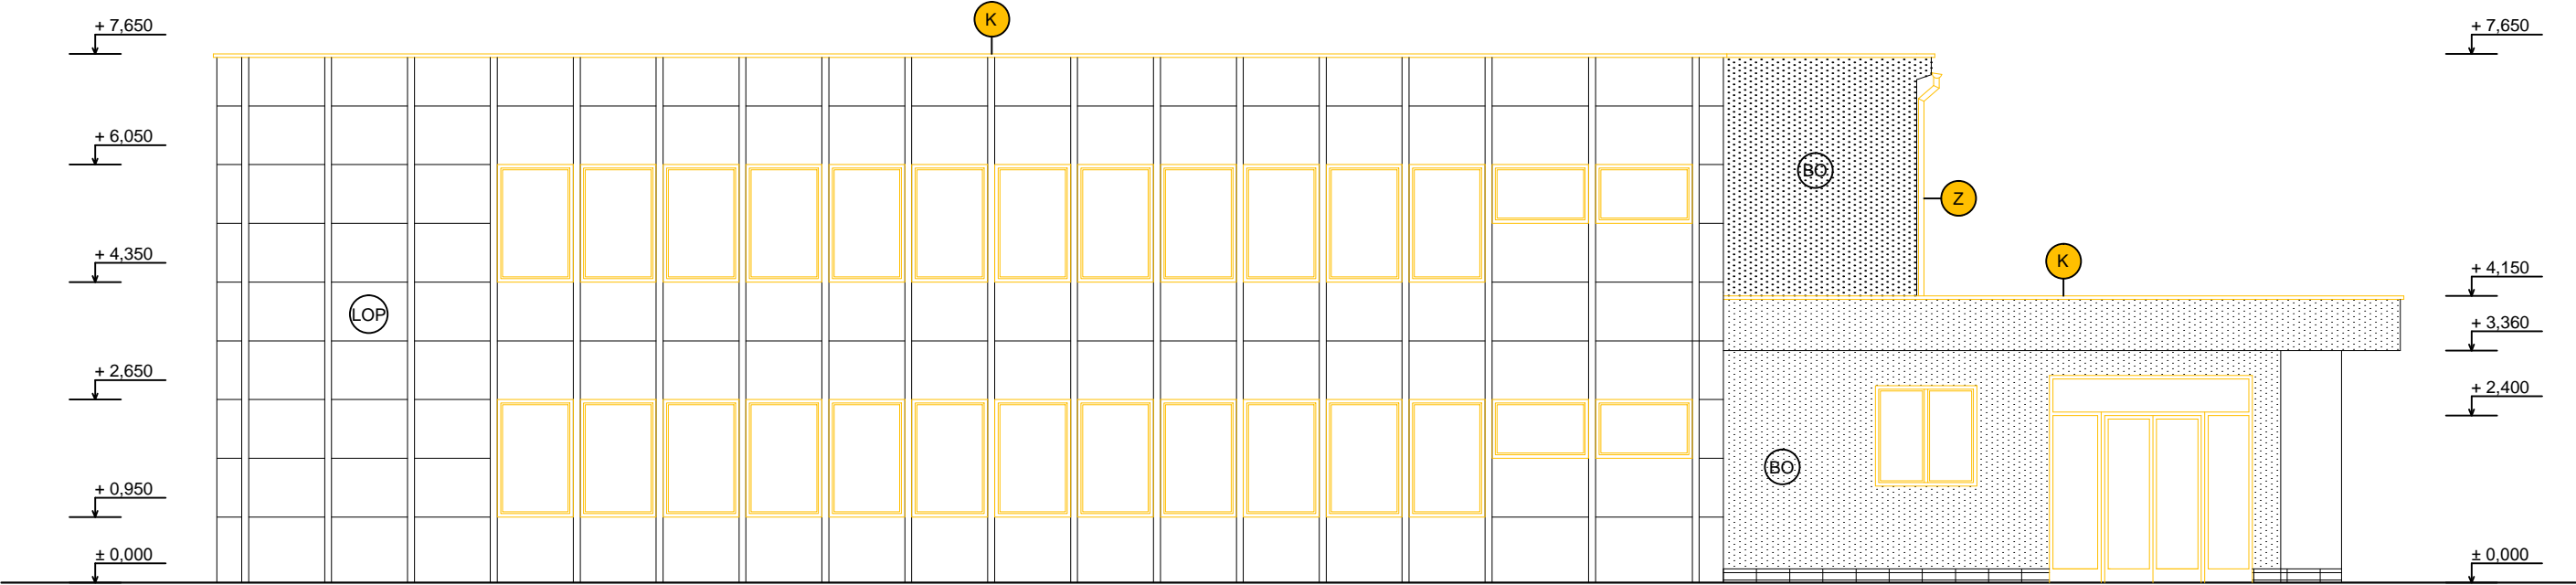 K
+ 7,650
+ 7,650
+ 6,050
BO
Z
+ 4,350
K
+ 4,150
LOP
+ 3,360
+ 2,650
+ 2,400
BO
+ 0,950
± 0,000
± 0,000